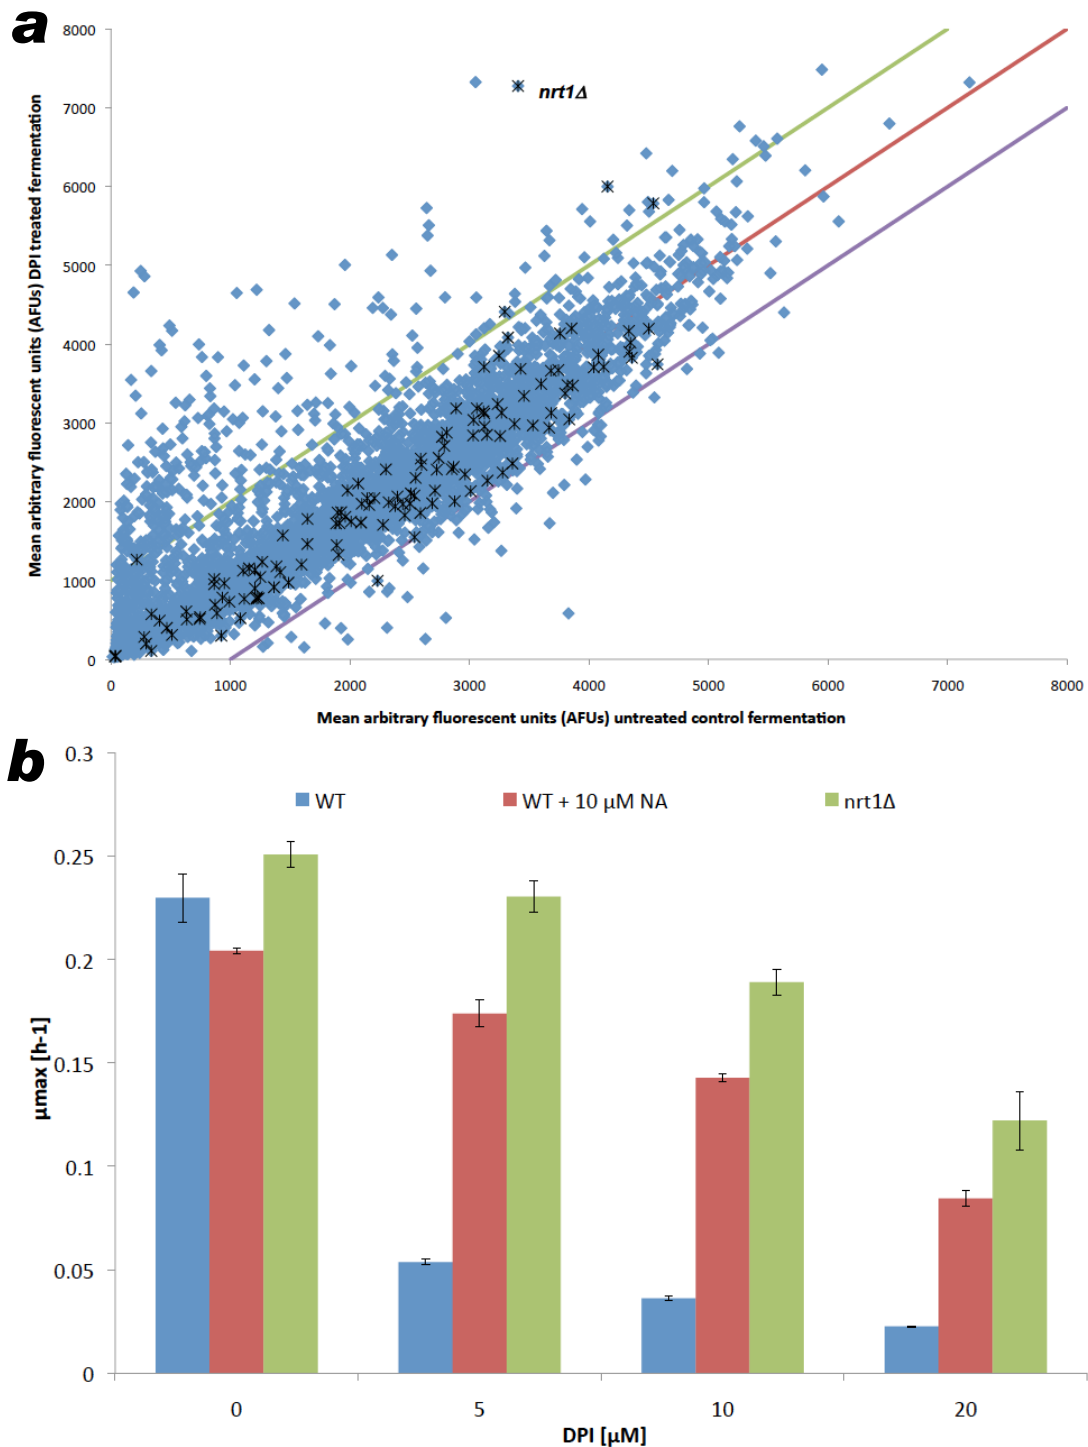 a
8000
7000
6000
5000
4000
3000
2000
1000
0
Mean arbitrary fluorescent units (AFUs) DPI treated fermentation
nrt1Δ
0 1000 2000 3000 4000 5000 6000 7000 8000
Mean arbitrary fluorescent units (AFUs) untreated control fermentation
b
0.3
0.25
0.2
0.15
0.1
0.05
0
µmax [h-1]
WT WT + 10 µM NA nrt1Δ
0 5 10 20
DPI [µM]